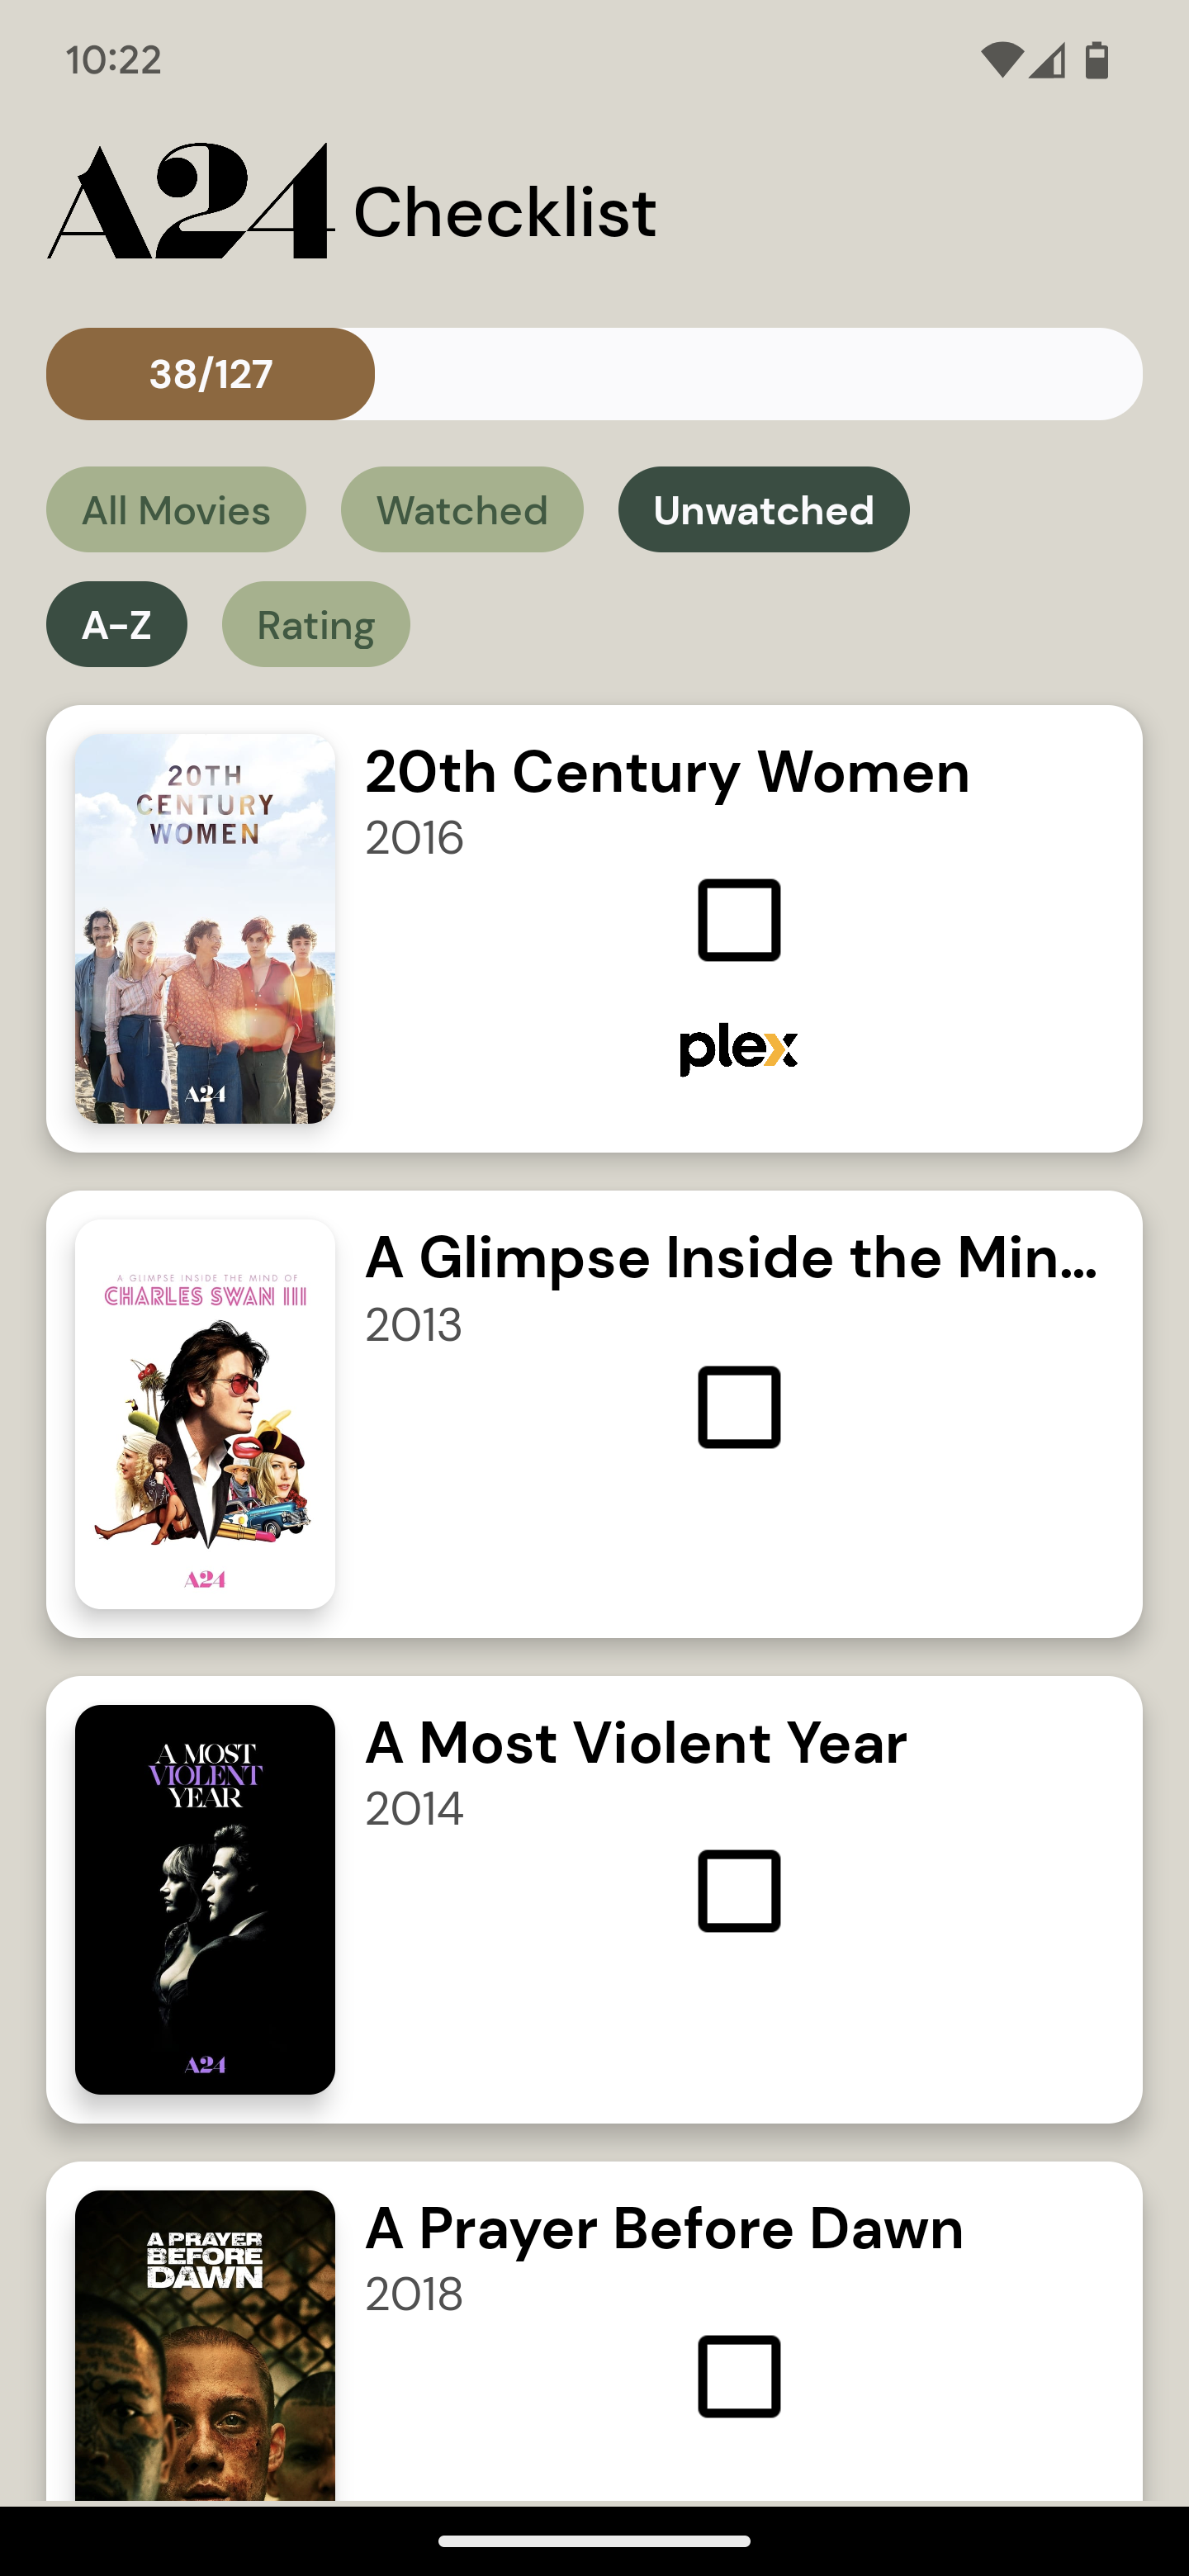 10:22
A24 Checklist
38/127
All Movies
Watched
Unwatched
A-Z
Rating
20TH
CENTURY
WOMEN
A24
20th Century Women
2016
plex
A GLIMPSE INSIDE THE MIND OF
CHARLES SWAN III
A24
A Glimpse Inside the Min...
2013
A MOST
VIOLENT
YEAR
A24
A Most Violent Year
2014
A PRAYER
BEFORE
DAWN
A Prayer Before Dawn
2018